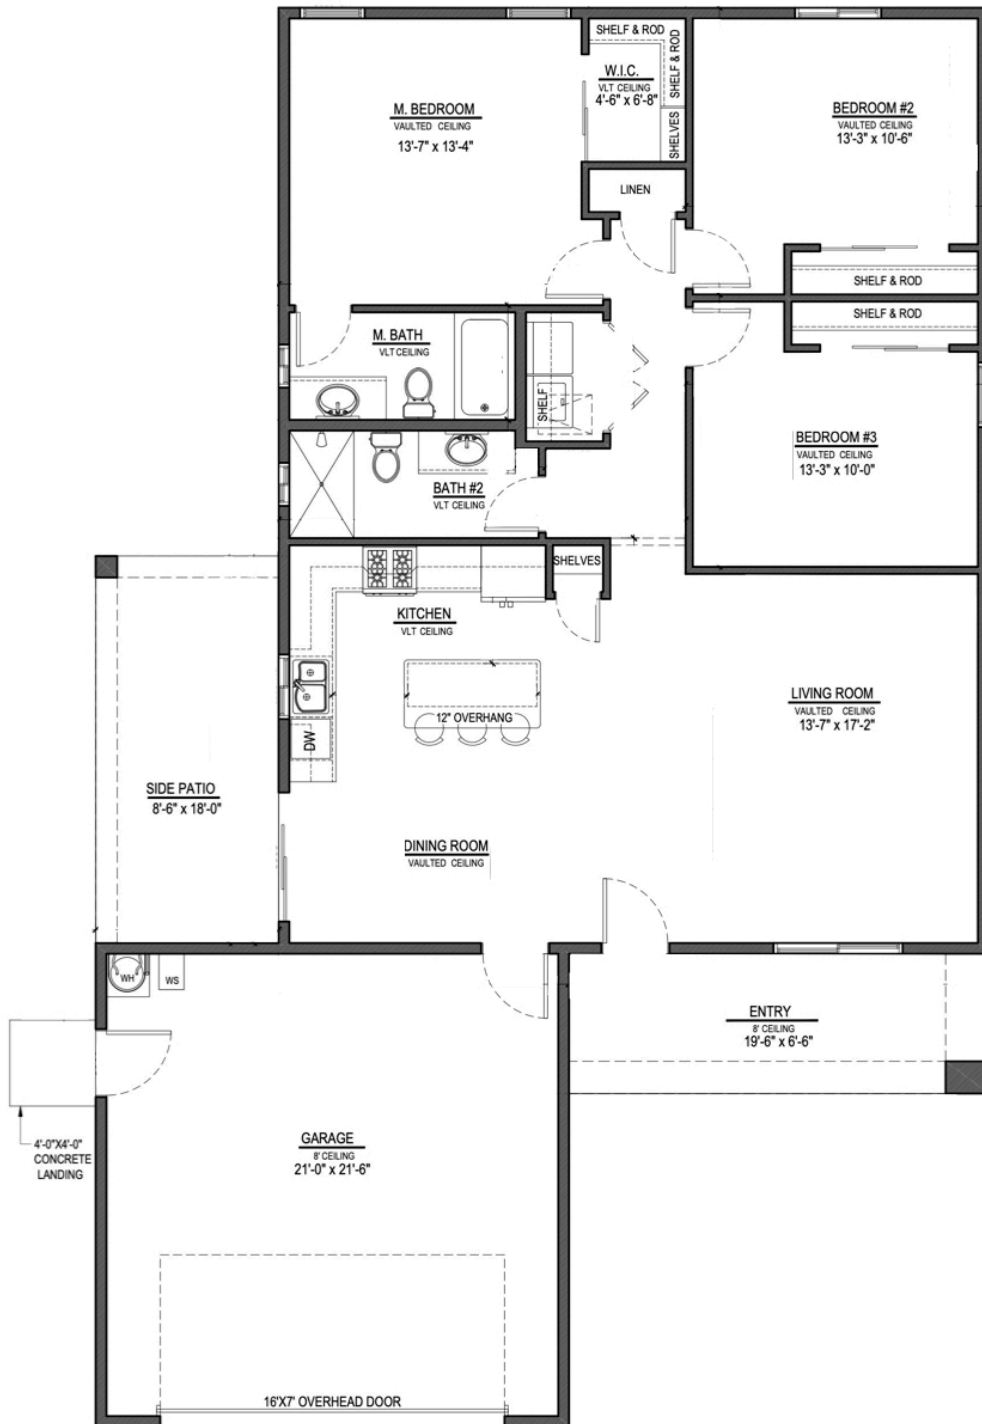 SHELF & ROD
SHELF & ROD
W.I.C.
VLT CEILING
4'-6" x 6'-8"
SHELVES
M. BEDROOM
VAULTED CEILING
13'-7" x 13'-4"
BEDROOM #2
VAULTED CEILING
13'-3" x 10'-6"
LINEN
SHELF & ROD
SHELF & ROD
M. BATH
VLT CEILING
SHELF
BEDROOM #3
VAULTED CEILING
13'-3" x 10'-0"
BATH #2
VLT CEILING
SHELVES
KITCHEN
VLT CEILING
12" OVERHANG
DW
LIVING ROOM
VAULTED CEILING
13'-7" x 17'-2"
SIDE PATIO
8'-6" x 18'-0"
DINING ROOM
VAULTED CEILING
WH
WS
ENTRY
8' CEILING
19'-6" x 6'-6"
4'-0"X4'-0"
CONCRETE
LANDING
GARAGE
8' CEILING
21'-0" x 21'-6"
16'X7' OVERHEAD DOOR